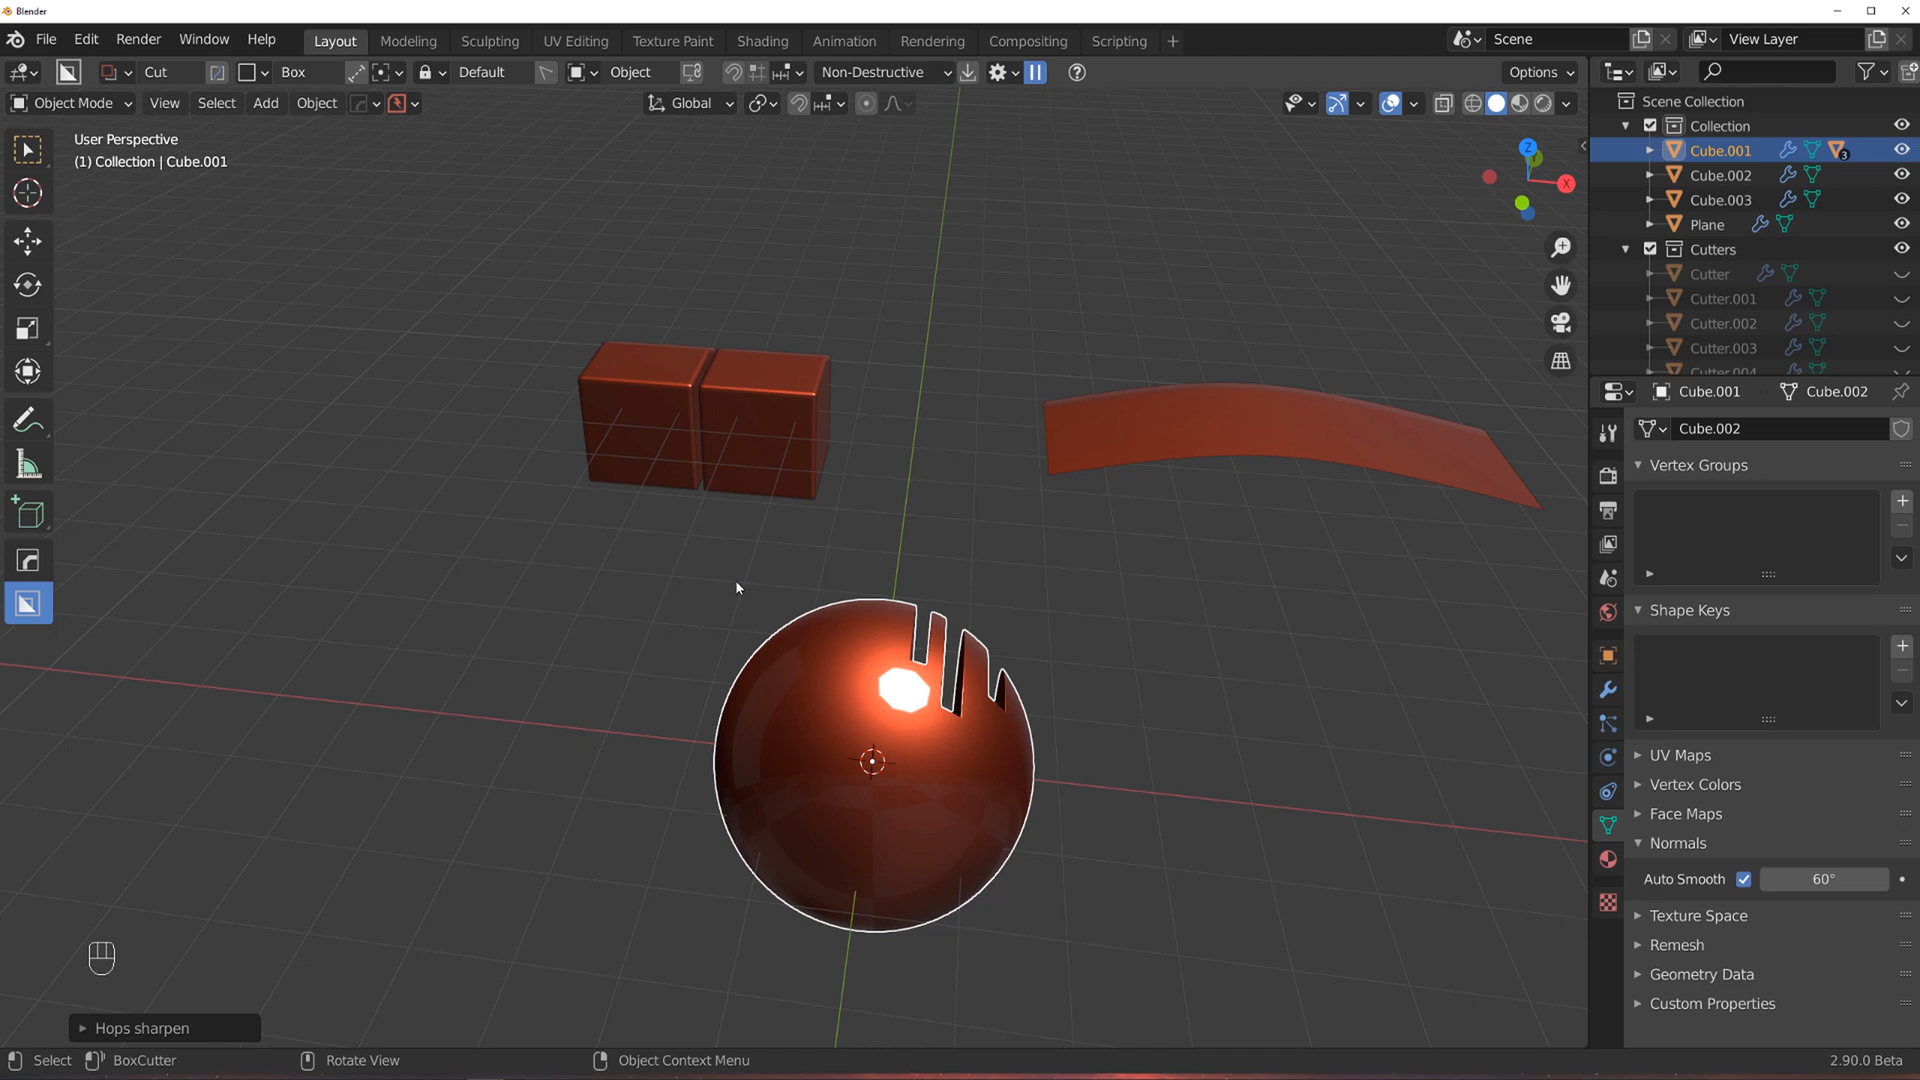 Blender
File Edit Render Window Help Layout Modeling Sculpting UV Editing Texture Paint Shading Animation Rendering Compositing Scripting + Scene View Layer
Cut Box Default Object Non-Destructive Options
Object Mode View Select Add Object Global
User Perspective
(1) Collection | Cube.001
Z
Y
X
Scene Collection
Collection
Cube.001 3
Cube.002
Cube.003
Plane
Cutters
Cutter
Cutter.001
Cutter.002
Cutter.003
Cutter.004
Cube.001 Cube.002
Cube.002
Vertex Groups
Shape Keys
UV Maps
Vertex Colors
Face Maps
Normals
Auto Smooth 60°
Texture Space
Remesh
Geometry Data
Custom Properties
Hops sharpen
Select BoxCutter Rotate View Object Context Menu 2.90.0 Beta